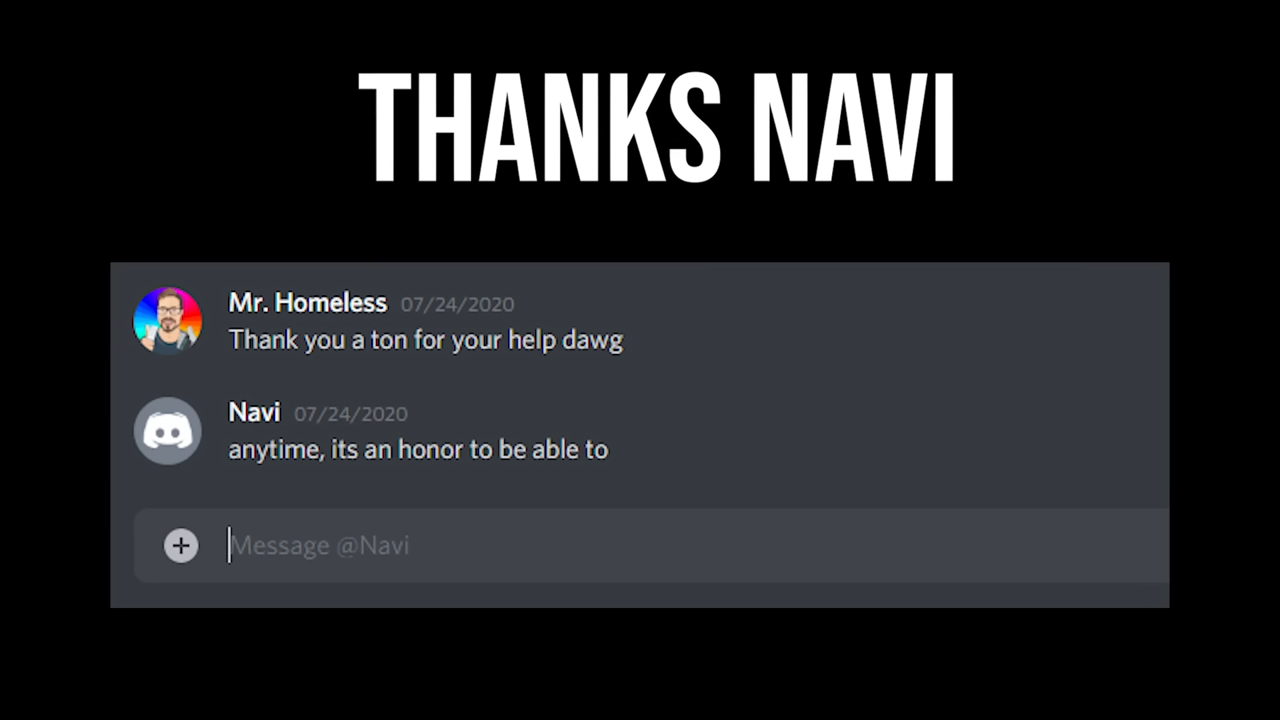 THANKS NAVI
Mr. Homeless 07/24/2020
Thank you a ton for your help dawg
Navi 07/24/2020
anytime, its an honor to be able to
Message @Navi